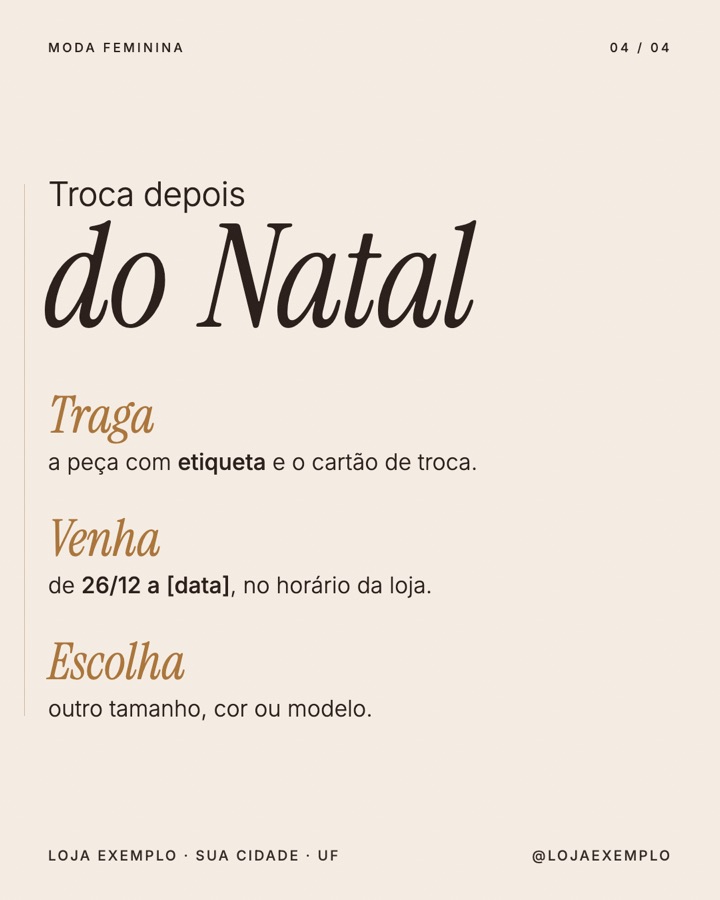 MODA FEMININA
04 / 04
Troca depois
do Natal
Traga
a peça com etiqueta e o cartão de troca.
Venha
de 26/12 a [data], no horário da loja.
Escolha
outro tamanho, cor ou modelo.
LOJA EXEMPLO · SUA CIDADE · UF
@LOJAEXEMPLO